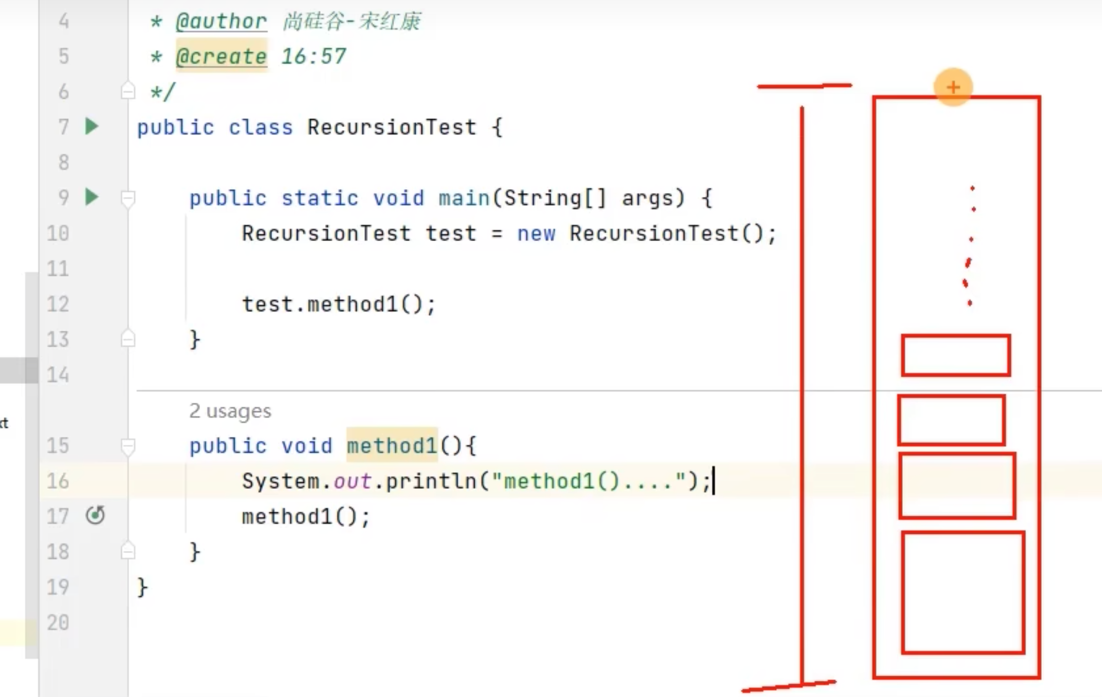 4 * @author 尚硅谷-宋红康
5 * @create 16:57
6 */
7 public class RecursionTest {
8
9 public static void main(String[] args) {
10 RecursionTest test = new RecursionTest();
11
12 test.method1();
13 }
14
2 usages
15 public void method1(){
16 System.out.println("method1()....");
17 method1();
18 }
19 }
20